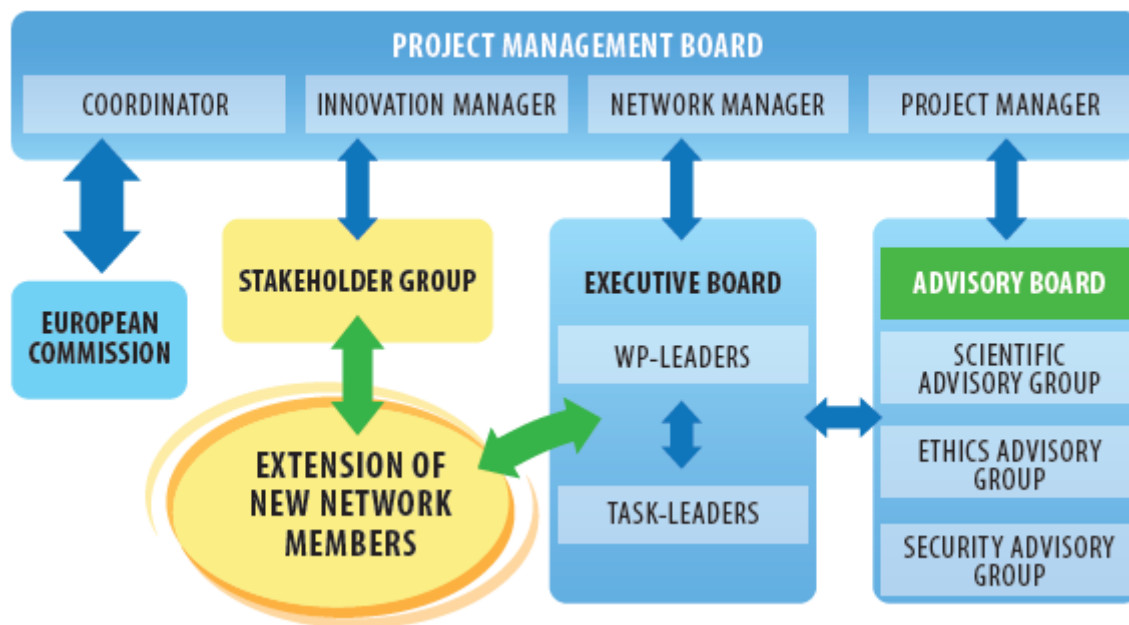 PROJECT MANAGEMENT BOARD
COORDINATOR
INNOVATION MANAGER
NETWORK MANAGER
PROJECT MANAGER
EUROPEAN
COMMISSION
STAKEHOLDER GROUP
EXTENSION OF
NEW NETWORK
MEMBERS
EXECUTIVE BOARD
WP-LEADERS
TASK-LEADERS
ADVISORY BOARD
SCIENTIFIC
ADVISORY GROUP
ETHICS ADVISORY
GROUP
SECURITY ADVISORY
GROUP